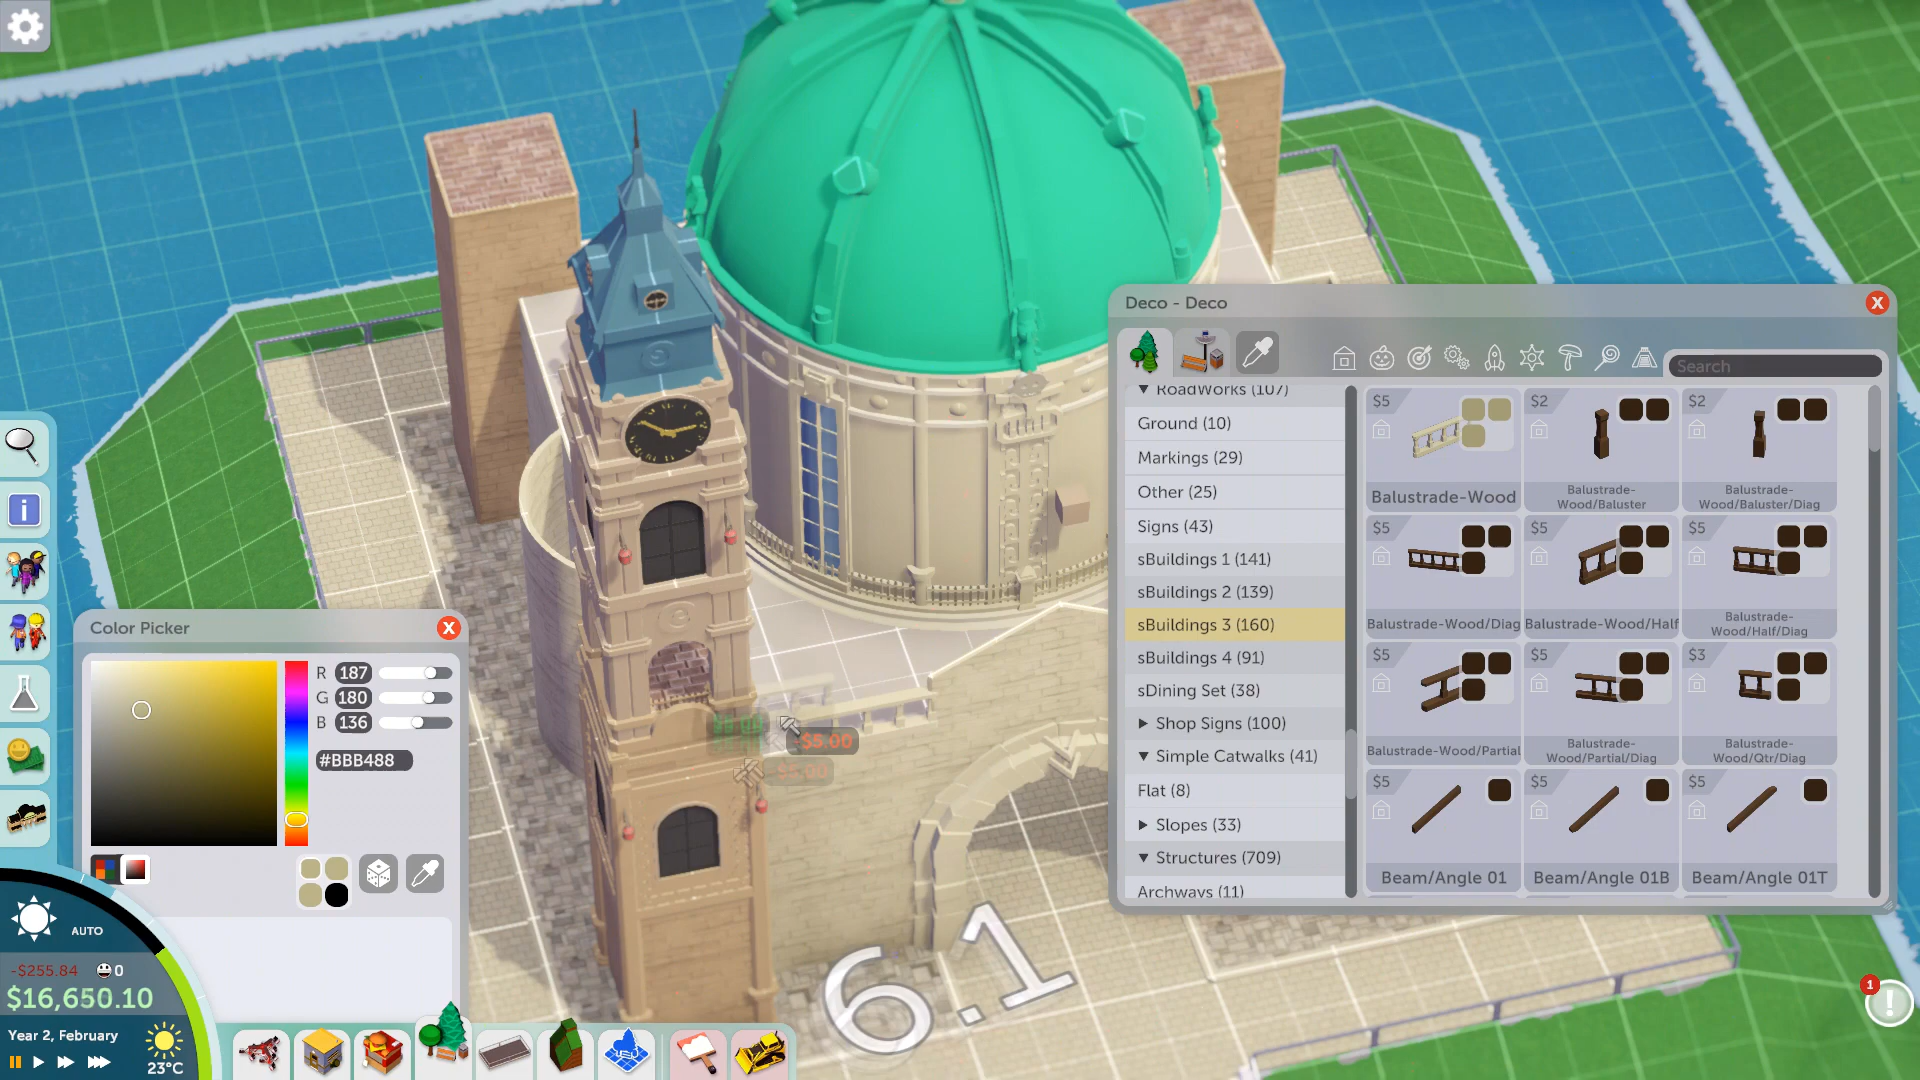 Deco - Deco
X
Search
RoadWorks (107)
Ground (10)
Markings (29)
Other (25)
Signs (43)
sBuildings 1 (141)
sBuildings 2 (139)
sBuildings 3 (160)
sBuildings 4 (91)
sDining Set (38)
Shop Signs (100)
Simple Catwalks (41)
Flat (8)
Slopes (33)
Structures (709)
Archways (11)
$5
Balustrade-Wood
$2
Balustrade-
Wood/Baluster
$2
Balustrade-
Wood/Baluster/Diag
$5
Balustrade-Wood/Diag
$5
Balustrade-Wood/Half
$5
Balustrade-
Wood/Half/Diag
$5
Balustrade-Wood/Partial
$5
Balustrade-
Wood/Partial/Diag
$3
Balustrade-
Wood/Qtr/Diag
$5
Beam/Angle 01
$5
Beam/Angle 01B
$5
Beam/Angle 01T
Color Picker
X
R 187
G 180
B 136
#BBB488
-$5.00
6.1
i
AUTO
-$255.84
0
$16,650.10
Year 2, February
23°C
1
!